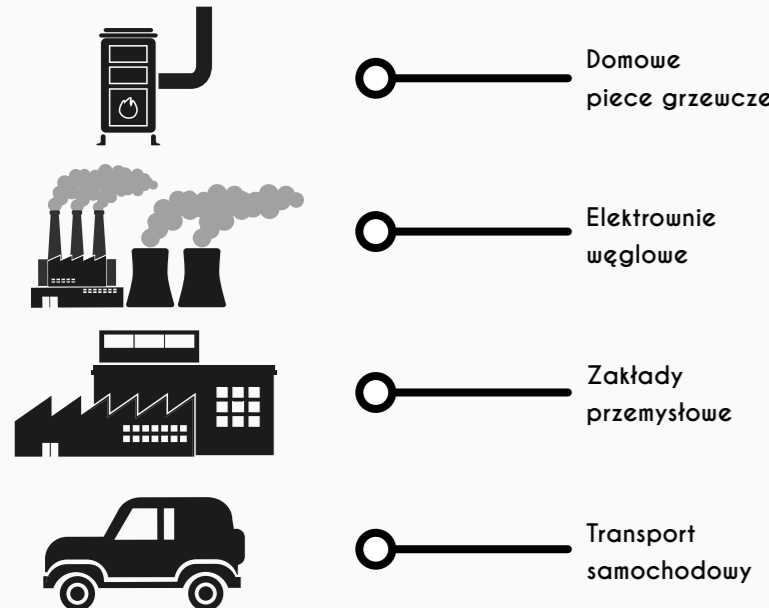 Domowe
piece grzewcze
Elektrownie
węglowe
Zakłady
przemysłowe
Transport
samochodowy